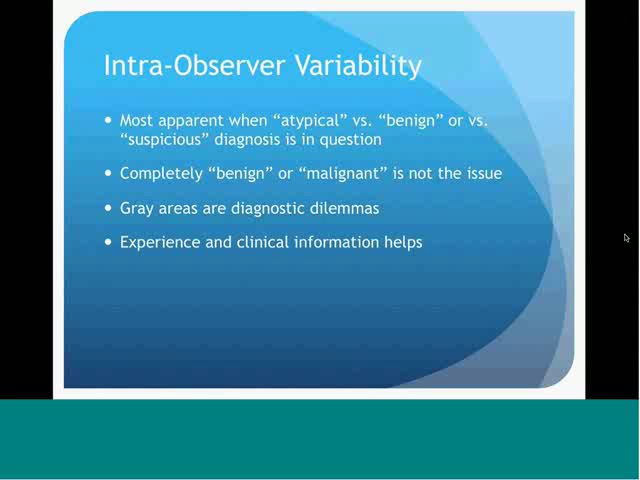 Intra-Observer Variability
• Most apparent when “atypical” vs. “benign” or vs.
“suspicious” diagnosis is in question
• Completely “benign” or “malignant” is not the issue
• Gray areas are diagnostic dilemmas
• Experience and clinical information helps